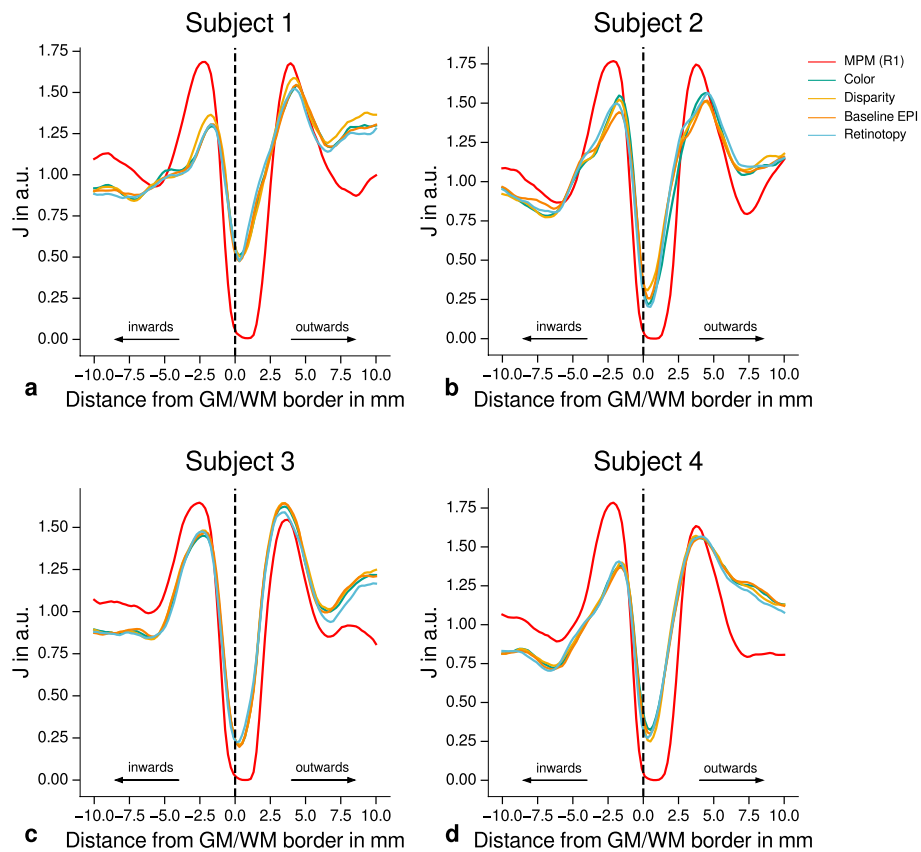 Subject 1
1.75
1.50
1.25
1.00
0.75
0.50
0.25
0.00
J in a.u.
inwards
outwards
−10.0 −7.5 −5.0 −2.5 0.0 2.5 5.0 7.5 10.0
a
Distance from GM/WM border in mm
Subject 2
1.75
1.50
1.25
1.00
0.75
0.50
0.25
0.00
J in a.u.
inwards
outwards
−10.0 −7.5 −5.0 −2.5 0.0 2.5 5.0 7.5 10.0
b
Distance from GM/WM border in mm
MPM (R1)
Color
Disparity
Baseline EPI
Retinotopy
Subject 3
1.50
1.25
1.00
0.75
0.50
0.25
0.00
J in a.u.
inwards
outwards
−10.0 −7.5 −5.0 −2.5 0.0 2.5 5.0 7.5 10.0
c
Distance from GM/WM border in mm
Subject 4
1.75
1.50
1.25
1.00
0.75
0.50
0.25
0.00
J in a.u.
inwards
outwards
−10.0 −7.5 −5.0 −2.5 0.0 2.5 5.0 7.5 10.0
d
Distance from GM/WM border in mm